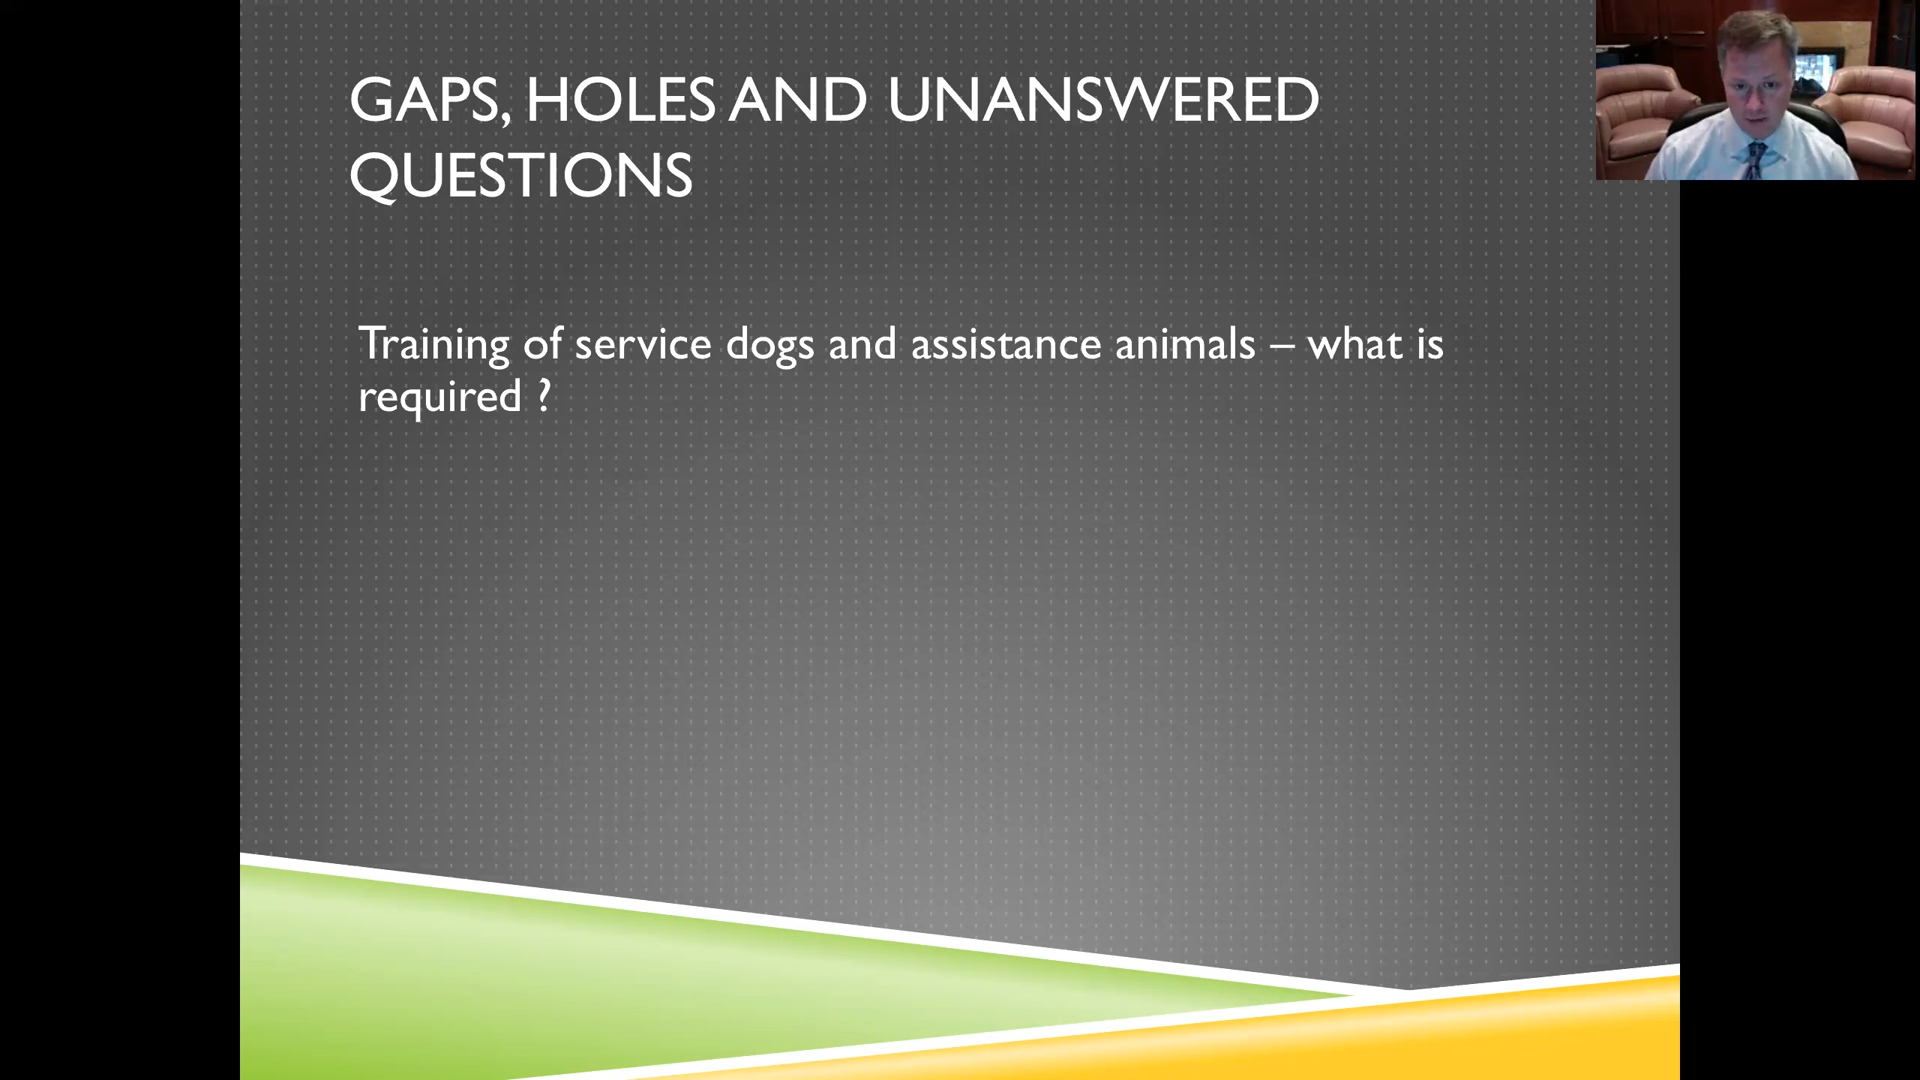 GAPS, HOLES AND UNANSWERED
QUESTIONS
Training of service dogs and assistance animals – what is
required ?